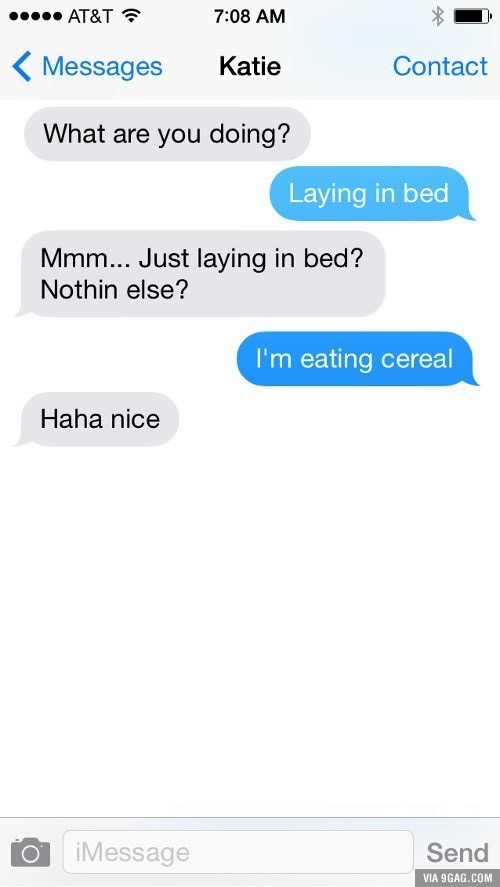 AT&T 7:08 AM
Messages Katie Contact
What are you doing?
Laying in bed
Mmm... Just laying in bed?
Nothin else?
I'm eating cereal
Haha nice
iMessage Send
VIA 9GAG.COM